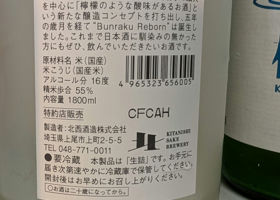 を中心に「檸檬のような酸味があるお酒」と
いう新たな醸造コンセプトを打ち出し、五年
の歳月を経て"Bunraku Reborn"は誕生し
ました。これまで日本酒に馴染みの無かった
方にもぜひ、飲んでいただきたいお酒です。
原材料名 米(国産)
米こうじ(国産米)
アルコール分 16度
精米歩合 55%
内容量 1800ml
4 965323 656005
CFCAH
特約店販売
製造者:北西酒造株式会社
埼玉県上尾市上町2-5-5
TEL 048-771-0011
KITANISHI
SAKE
BREWERY
●要冷蔵 本製品は「生詰」です。お手元に
届き次第速やかに冷蔵庫で保管してください。
開封後はお早めにお召し上がりください。
○お酒は二十歳になってから。